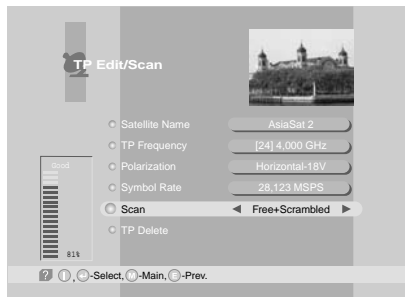 TP Edit/Scan
Satellite Name AsiaSat 2
TP Frequency [24] 4,000 GHz
Polarization Horizontal-18V
Symbol Rate 28,123 MSPS
Scan Free+Scrambled
TP Delete
Good
81%
-Select, M-Main, E-Prev.